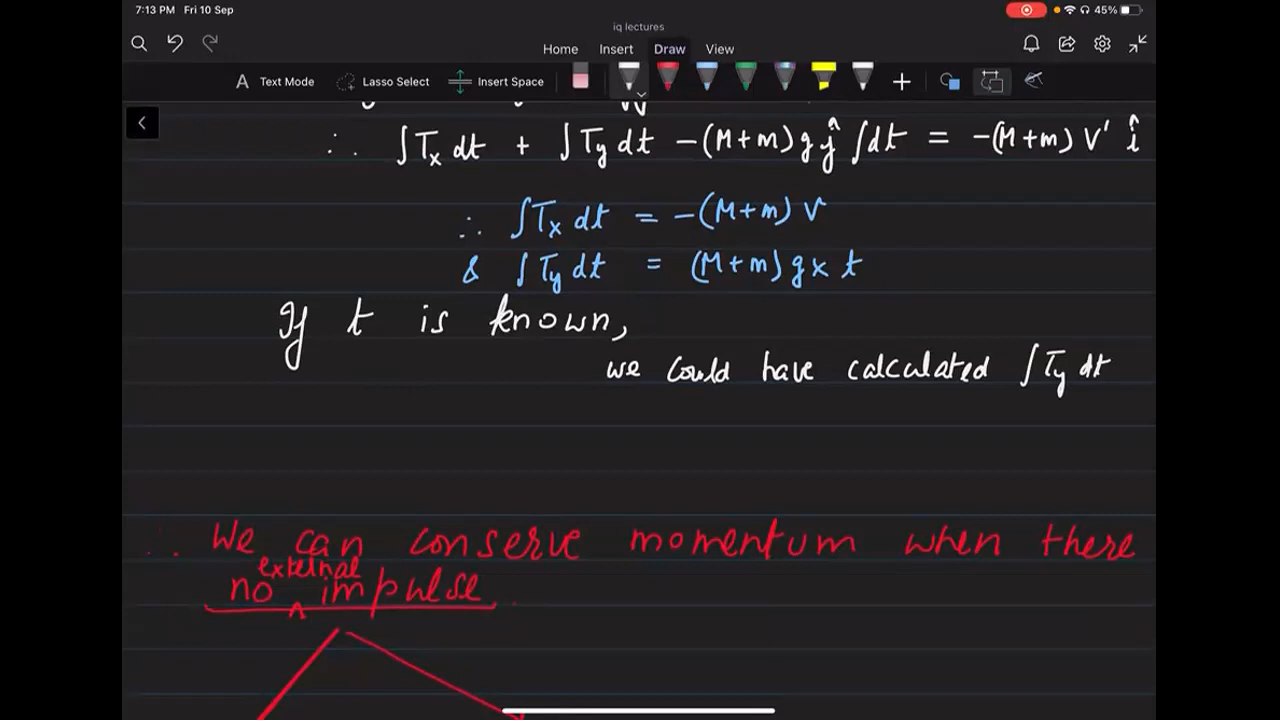 7:13 PM Fri 10 Sep
45%
iq lectures
Home Insert Draw View
Text Mode Lasso Select Insert Space
∴ ∫Tx dt + ∫Ty dt −(M+m) g ĵ ∫dt = −(M+m) V' î
∴ ∫Tx dt = −(M+m) V
& ∫Ty dt = (M+m) g x t
If t is known,
we could have calculated ∫Ty dt
∴ We can conserve momentum when there
no external impulse.